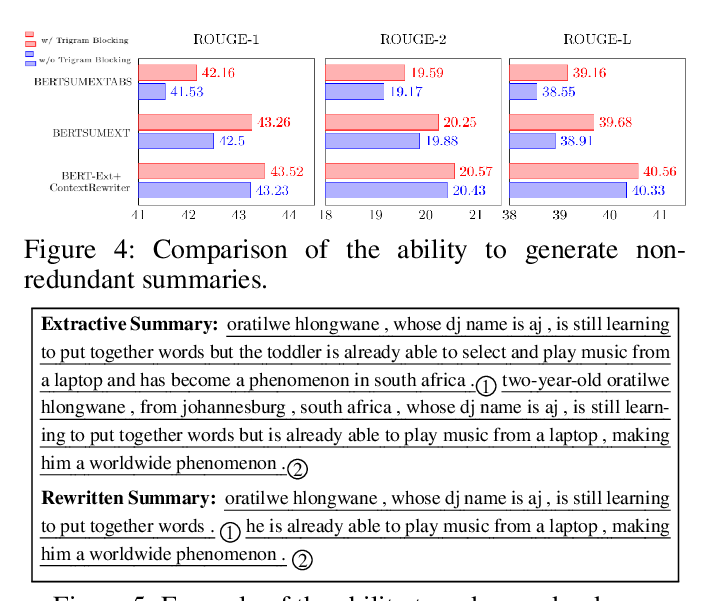 ROUGE-1 ROUGE-2 ROUGE-L
w/ Trigram Blocking
w/o Trigram Blocking
BERTSUMEXTABS
42.16 19.59 39.16
41.53 19.17 38.55
BERTSUMEXT
43.26 20.25 39.68
42.5 19.88 38.91
BERT-Ext+
ContextRewriter
43.52 20.57 40.56
43.23 20.43 40.33
41 42 43 44 18 19 20 21 38 39 40 41
Figure 4: Comparison of the ability to generate non-
redundant summaries.
Extractive Summary: oratilwe hlongwane , whose dj name is aj , is still learning
to put together words but the toddler is already able to select and play music from
a laptop and has become a phenomenon in south africa . ① two-year-old oratilwe
hlongwane , from johannesburg , south africa , whose dj name is aj , is still learn-
ing to put together words but is already able to play music from a laptop , making
him a worldwide phenomenon . ②
Rewritten Summary: oratilwe hlongwane , whose dj name is aj , is still learning
to put together words . ① he is already able to play music from a laptop , making
him a worldwide phenomenon . ②